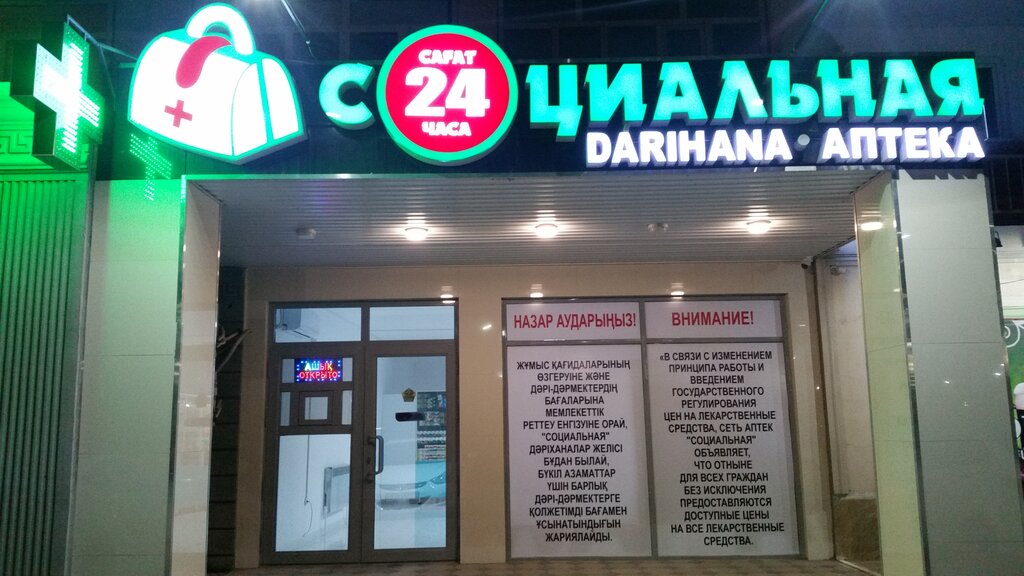 САҒАТ
24
ЧАСА
СОЦИАЛЬНАЯ
DARIHANA • АПТЕКА
АШЫҚ
ОТКРЫТО
НАЗАР АУДАРЫҢЫЗ!
ЖҰМЫС ҚАҒИДАЛАРЫНЫҢ
ӨЗГЕРУІНЕ ЖӘНЕ
ДӘРІ-ДӘРМЕКТЕРДІҢ
БАҒАЛАРЫНА
МЕМЛЕКЕТТІК
РЕТТЕУ ЕНГІЗУІНЕ ОРАЙ,
"СОЦИАЛЬНАЯ"
ДӘРІХАНАЛАР ЖЕЛІСІ
БҰДАН БЫЛАЙ,
БҮКІЛ АЗАМАТТАР
ҮШІН БАРЛЫҚ
ДӘРІ-ДӘРМЕКТЕРГЕ
ҚОЛЖЕТІМДІ БАҒАМЕН
ҰСЫНАТЫНДЫҒЫН
ЖАРИЯЛАЙДЫ.
ВНИМАНИЕ!
«В СВЯЗИ С ИЗМЕНЕНИЕМ
ПРИНЦИПА РАБОТЫ И
ВВЕДЕНИЕМ
ГОСУДАРСТВЕННОГО
РЕГУЛИРОВАНИЯ
ЦЕН НА ЛЕКАРСТВЕННЫЕ
СРЕДСТВА, СЕТЬ АПТЕК
"СОЦИАЛЬНАЯ"
ОБЪЯВЛЯЕТ,
ЧТО ОТНЫНЕ
ДЛЯ ВСЕХ ГРАЖДАН
БЕЗ ИСКЛЮЧЕНИЯ
ПРЕДОСТАВЛЯЮТСЯ
ДОСТУПНЫЕ ЦЕНЫ
НА ВСЕ ЛЕКАРСТВЕННЫЕ
СРЕДСТВА.